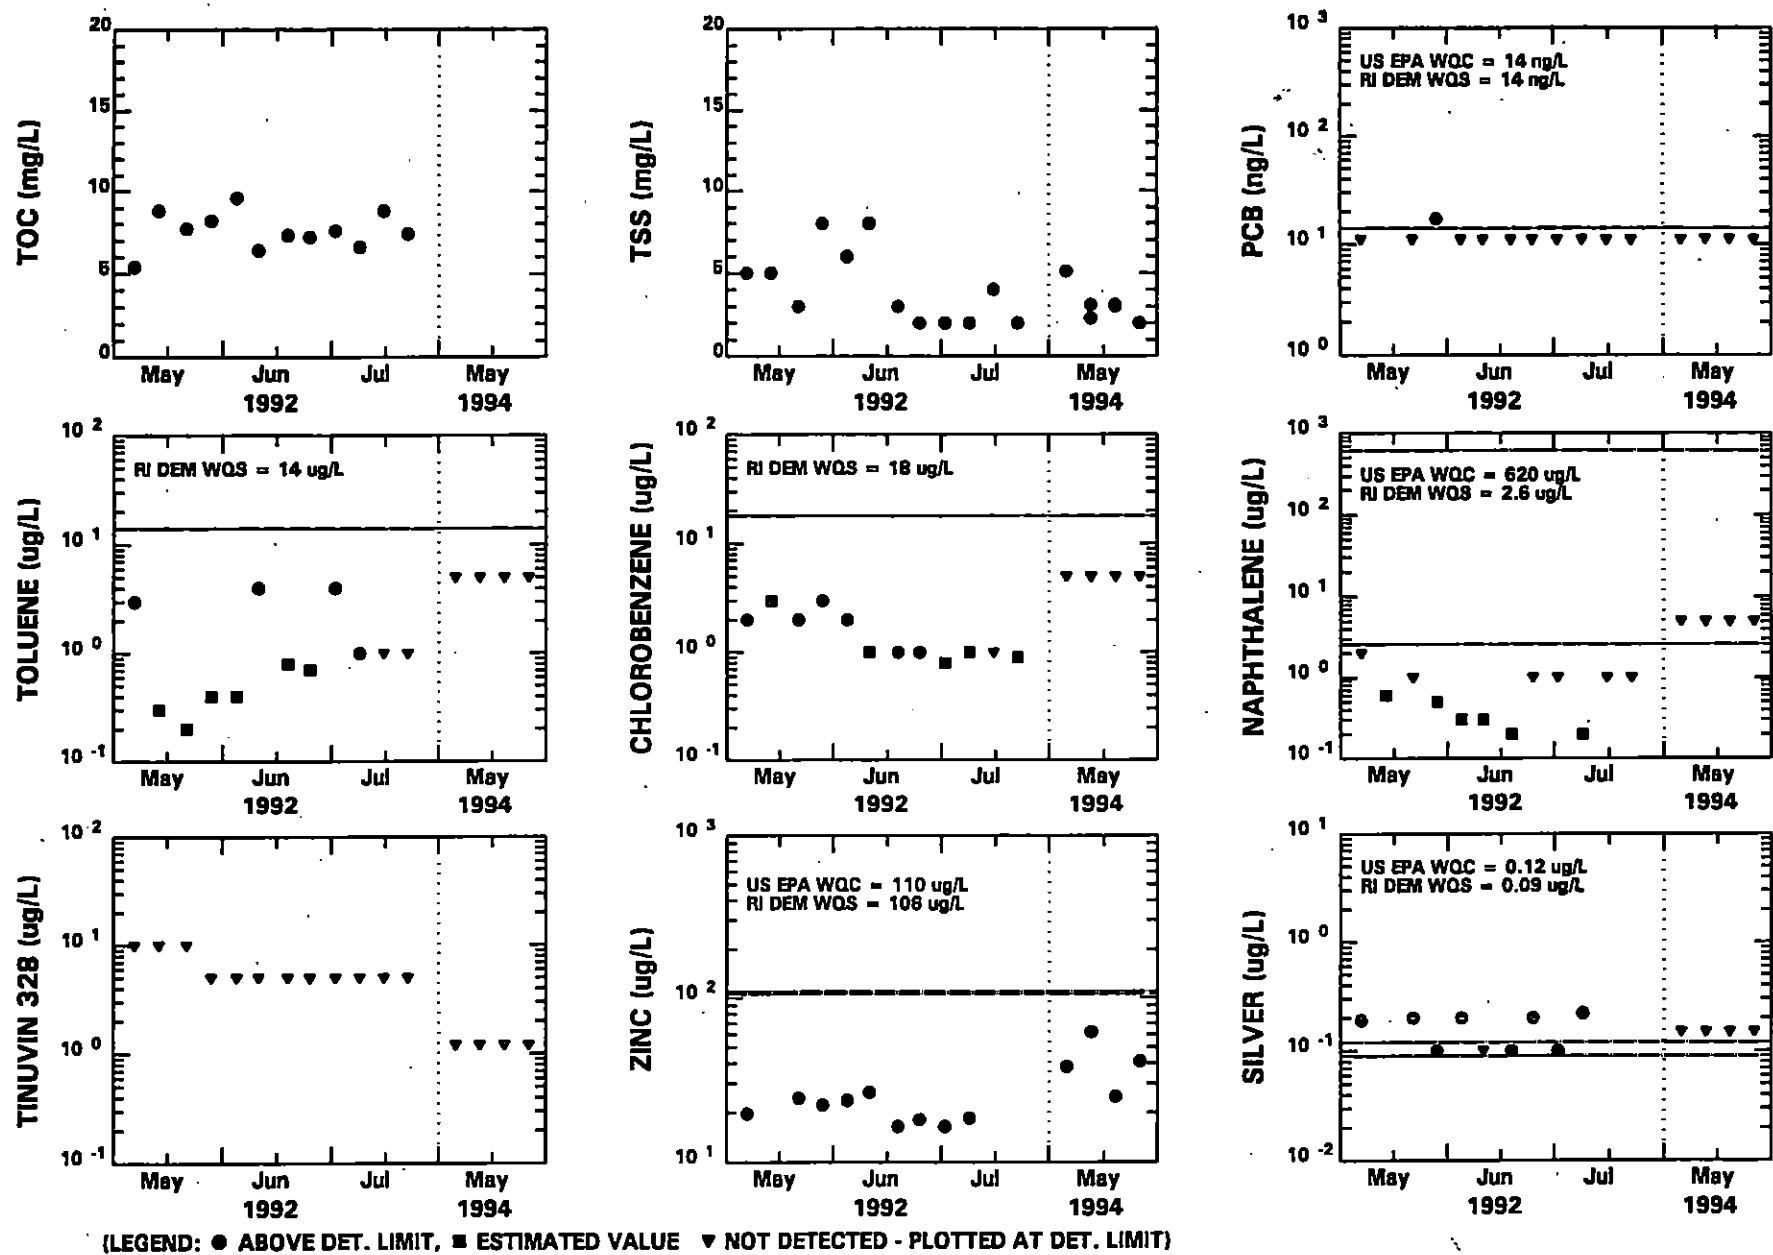 TOC (mg/L)
20
15
10
5
0
May Jun Jul May
1992
TSS (mg/L)
20
15
10
5
0
May Jun Jul May
1992 1994
PCB (ng/L)
10 3
10 2
10 1
10 0
US EPA WQC = 14 ng/L
RI DEM WQS = 14 ng/L
May Jun Jul May
1992 1994
TOLUENE (ug/L)
10 2
10 1
10 0
10 -1
RI DEM WQS = 14 ug/L
May Jun Jul May
1992 1994
CHLOROBENZENE (ug/L)
10 2
10 1
10 0
10 -1
RI DEM WQS = 18 ug/L
May Jun Jul May
1992 1994
NAPHTHALENE (ug/L)
10 3
10 2
10 1
10 0
10 -1
US EPA WQC = 620 ug/L
RI DEM WQS = 2.6 ug/L
May Jun Jul May
1992 1994
TINUVIN 328 (ug/L)
10 2
10 1
10 0
10 -1
May Jun Jul May
1992 1994
ZINC (ug/L)
10 3
10 2
10 1
US EPA WQC = 110 ug/L
RI DEM WQS = 106 ug/L
May Jun Jul May
1992 1994
SILVER (ug/L)
10 1
10 0
10 -1
10 -2
US EPA WQC = 0.12 ug/L
RI DEM WQS = 0.09 ug/L
May Jun Jul May
1992 1994
(LEGEND: ● ABOVE DET. LIMIT, ■ ESTIMATED VALUE ▼ NOT DETECTED - PLOTTED AT DET. LIMIT)